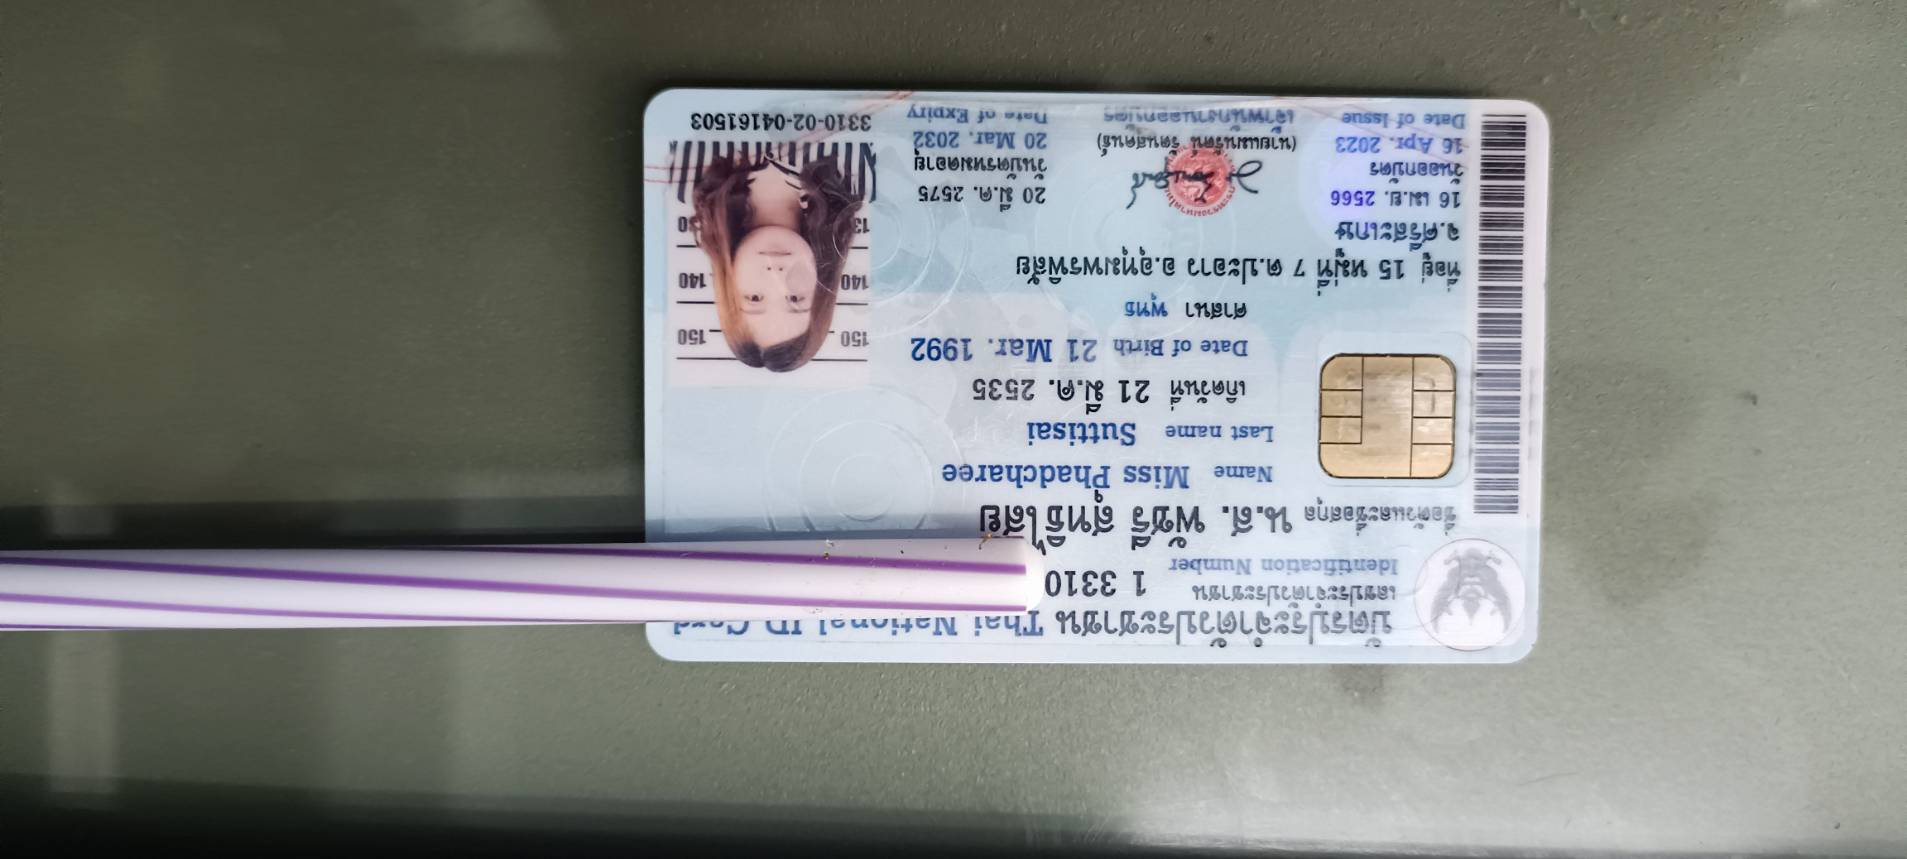 บัตรประจำตัวประชาชน Thai National ID Card
เลขประจำตัวประชาชน
Identification Number
1 3310
ชื่อตัวและชื่อสกุล น.ส. พัชรี สุทธิไสย
Name Miss Phadcharee
Last name Suttisai
เกิดวันที่ 21 มี.ค. 2535
Date of Birth 21 Mar. 1992
ศาสนา พุทธ
ที่อยู่ 15 หมู่ที่ 7 ต.ปะอาว อ.อุทุมพรพิสัย
จ.ศรีสะเกษ
16 เม.ย. 2566
วันออกบัตร
16 Apr. 2023
Date of Issue
เจ้าพนักงานออกบัตร
20 มี.ค. 2575
วันบัตรหมดอายุ
20 Mar. 2032
Date of Expiry
150 150
140 140
130
3310-02-04161503